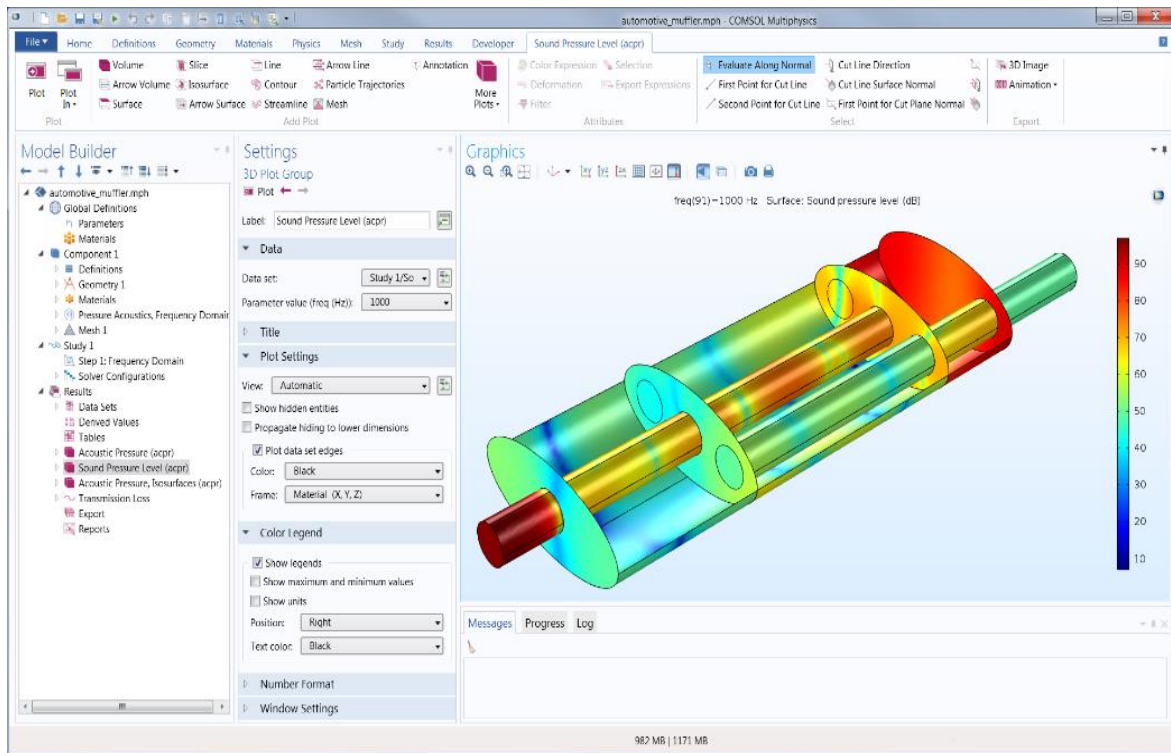 automotive_muffler.mph - COMSOL Multiphysics
File Home Definitions Geometry Materials Physics Mesh Study Results Developer Sound Pressure Level (acpr)
Plot
Plot In
Plot
Volume Slice Line Arrow Line Annotation
Arrow Volume Isosurface Contour Particle Trajectories
Surface Arrow Surface Streamline Mesh
More Plots
Add Plot
Color Expression Selection
Deformation Export Expressions
Filter
Attributes
Evaluate Along Normal Cut Line Direction
First Point for Cut Line Cut Line Surface Normal
Second Point for Cut Line First Point for Cut Plane Normal
Select
3D Image
Animation
Export
Model Builder
automotive_muffler.mph
Global Definitions
Parameters
Materials
Component 1
Definitions
Geometry 1
Materials
Pressure Acoustics, Frequency Domain
Mesh 1
Study 1
Step 1: Frequency Domain
Solver Configurations
Results
Data Sets
Derived Values
Tables
Acoustic Pressure (acpr)
Sound Pressure Level (acpr)
Acoustic Pressure, Isosurfaces (acpr)
Transmission Loss
Export
Reports
Settings
3D Plot Group
Plot
Label: Sound Pressure Level (acpr)
Data
Data set: Study 1/So
Parameter value (freq (Hz)): 1000
Title
Plot Settings
View: Automatic
Show hidden entities
Propagate hiding to lower dimensions
Plot data set edges
Color: Black
Frame: Material (X, Y, Z)
Color Legend
Show legends
Show maximum and minimum values
Show units
Position: Right
Text color: Black
Number Format
Window Settings
Graphics
freq(91)=1000 Hz Surface: Sound pressure level (dB)
90
80
70
60
50
40
30
20
10
Messages Progress Log
982 MB | 1171 MB